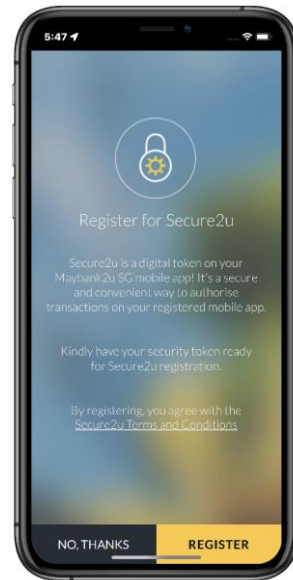 5:47
Register for Secure2u
Secure2u is a digital token on your
Maybank2u SG mobile app! It's a secure
and convenient way to authorise
transactions on your registered mobile app.
Kindly have your security token ready
for Secure2u registration.
By registering, you agree with the
Secure2u Terms and Conditions
NO, THANKS
REGISTER